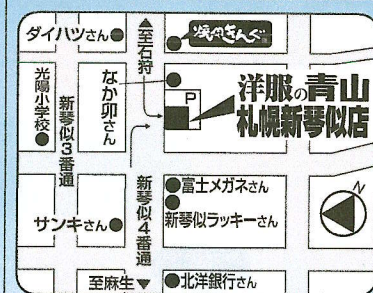 ダイハツさん
▲至石狩
焼肉きんぐ
光陽小学校
新琴似3番通
なか卯さん
P
洋服の青山
札幌新琴似店
新琴似4番通
富士メガネさん
新琴似ラッキーさん
サンキさん
N
至麻生▼
北洋銀行さん